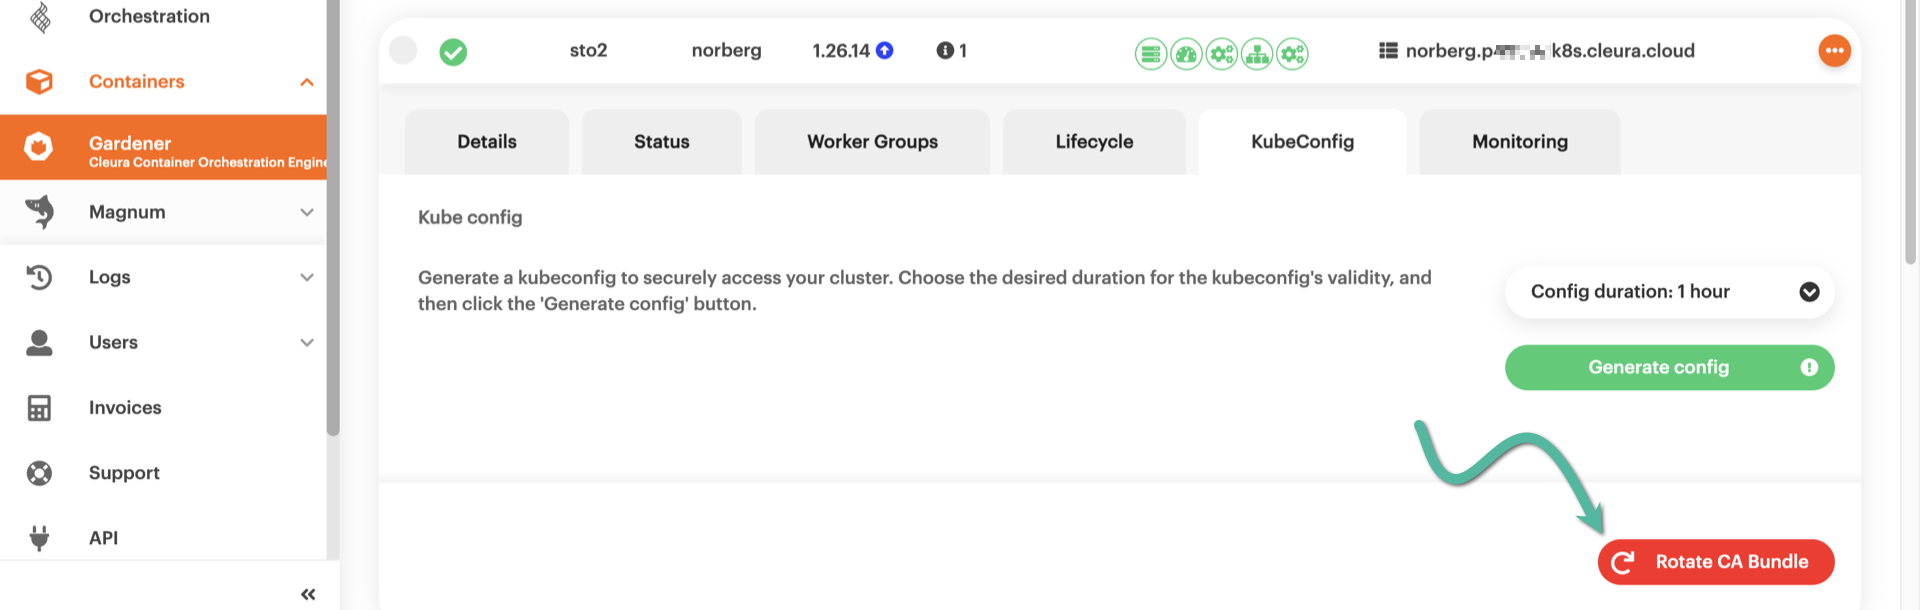 Orchestration
Containers
Gardener
Cleura Container Orchestration Engine
Magnum
Logs
Users
Invoices
Support
API
sto2 norberg 1.26.14 1 k8s.cleura.cloud
Details Status Worker Groups Lifecycle KubeConfig Monitoring
Kube config
Generate a kubeconfig to securely access your cluster. Choose the desired duration for the kubeconfig's validity, and
then click the 'Generate config' button.
Config duration: 1 hour
Generate config
Rotate CA Bundle